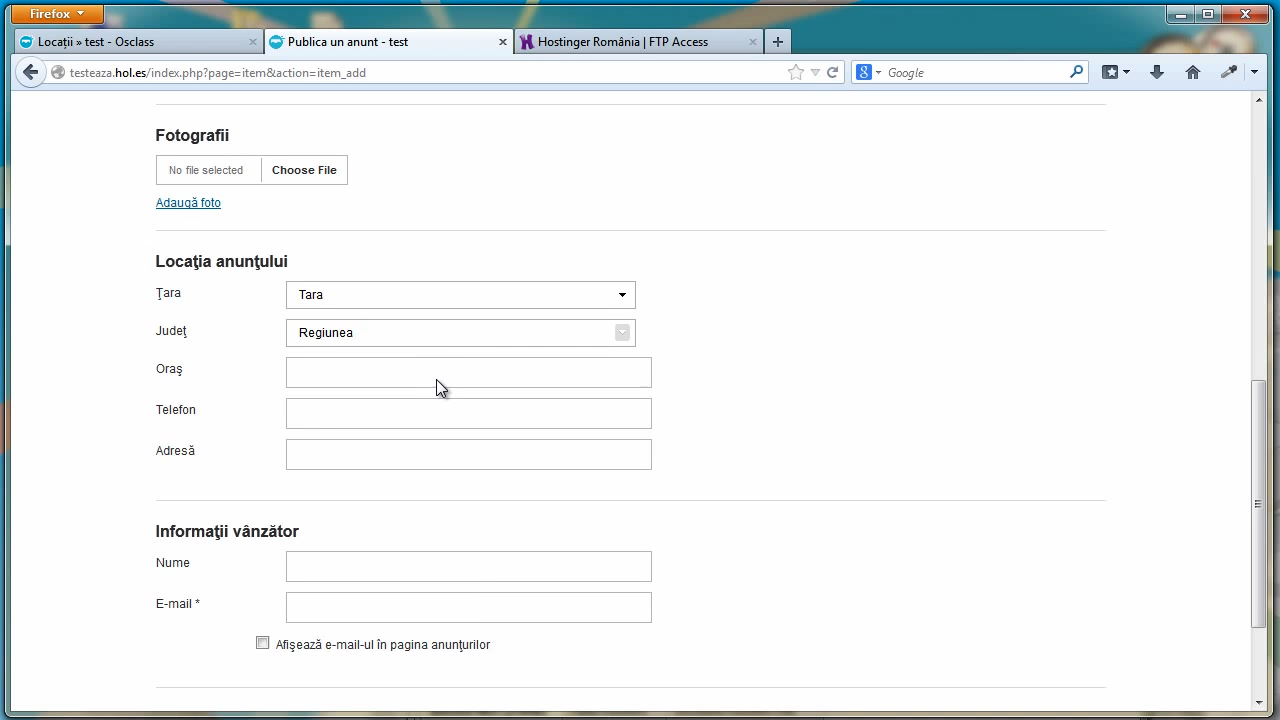 Firefox
Locații » test - Osclass
Publica un anunt - test
Hostinger România | FTP Access
testeaza.hol.es/index.php?page=item&action=item_add
Google
Fotografii
No file selected
Choose File
Adaugă foto
Locaţia anunţului
Ţara
Tara
Judeţ
Regiunea
Oraş
Telefon
Adresă
Informaţii vânzător
Nume
E-mail *
Afişează e-mail-ul în pagina anunţurilor